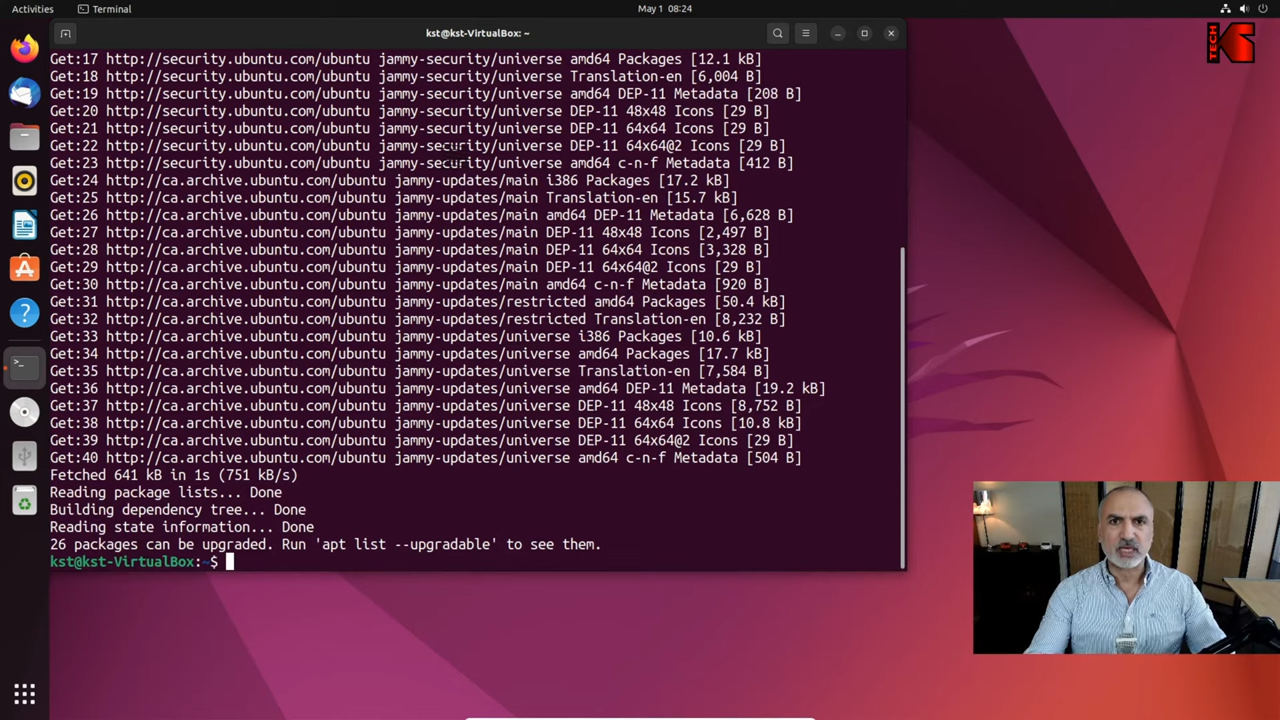 Activities
Terminal
May 1 08:24
kst@kst-VirtualBox: ~
TECH
KS
Get:17 http://security.ubuntu.com/ubuntu jammy-security/universe amd64 Packages [12.1 kB]
Get:18 http://security.ubuntu.com/ubuntu jammy-security/universe Translation-en [6,004 B]
Get:19 http://security.ubuntu.com/ubuntu jammy-security/universe amd64 DEP-11 Metadata [208 B]
Get:20 http://security.ubuntu.com/ubuntu jammy-security/universe DEP-11 48x48 Icons [29 B]
Get:21 http://security.ubuntu.com/ubuntu jammy-security/universe DEP-11 64x64 Icons [29 B]
Get:22 http://security.ubuntu.com/ubuntu jammy-security/universe DEP-11 64x64@2 Icons [29 B]
Get:23 http://security.ubuntu.com/ubuntu jammy-security/universe amd64 c-n-f Metadata [412 B]
Get:24 http://ca.archive.ubuntu.com/ubuntu jammy-updates/main i386 Packages [17.2 kB]
Get:25 http://ca.archive.ubuntu.com/ubuntu jammy-updates/main Translation-en [15.7 kB]
Get:26 http://ca.archive.ubuntu.com/ubuntu jammy-updates/main amd64 DEP-11 Metadata [6,628 B]
Get:27 http://ca.archive.ubuntu.com/ubuntu jammy-updates/main DEP-11 48x48 Icons [2,497 B]
Get:28 http://ca.archive.ubuntu.com/ubuntu jammy-updates/main DEP-11 64x64 Icons [3,328 B]
Get:29 http://ca.archive.ubuntu.com/ubuntu jammy-updates/main DEP-11 64x64@2 Icons [29 B]
Get:30 http://ca.archive.ubuntu.com/ubuntu jammy-updates/main amd64 c-n-f Metadata [920 B]
Get:31 http://ca.archive.ubuntu.com/ubuntu jammy-updates/restricted amd64 Packages [50.4 kB]
Get:32 http://ca.archive.ubuntu.com/ubuntu jammy-updates/restricted Translation-en [8,232 B]
Get:33 http://ca.archive.ubuntu.com/ubuntu jammy-updates/universe i386 Packages [10.6 kB]
Get:34 http://ca.archive.ubuntu.com/ubuntu jammy-updates/universe amd64 Packages [17.7 kB]
Get:35 http://ca.archive.ubuntu.com/ubuntu jammy-updates/universe Translation-en [7,584 B]
Get:36 http://ca.archive.ubuntu.com/ubuntu jammy-updates/universe amd64 DEP-11 Metadata [19.2 kB]
Get:37 http://ca.archive.ubuntu.com/ubuntu jammy-updates/universe DEP-11 48x48 Icons [8,752 B]
Get:38 http://ca.archive.ubuntu.com/ubuntu jammy-updates/universe DEP-11 64x64 Icons [10.8 kB]
Get:39 http://ca.archive.ubuntu.com/ubuntu jammy-updates/universe DEP-11 64x64@2 Icons [29 B]
Get:40 http://ca.archive.ubuntu.com/ubuntu jammy-updates/universe amd64 c-n-f Metadata [504 B]
Fetched 641 kB in 1s (751 kB/s)
Reading package lists... Done
Building dependency tree... Done
Reading state information... Done
26 packages can be upgraded. Run 'apt list --upgradable' to see them.
kst@kst-VirtualBox:~$